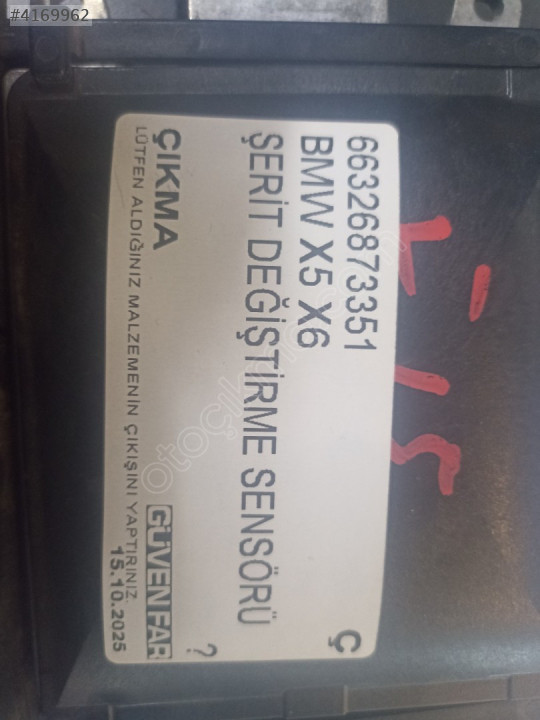 #4169962
66326873351
BMW X5 X6
Ç
ŞERİT DEĞİŞTİRME SENSÖRÜ
?
ÇIKMA
GÜVENFAR
LÜTFEN ALDIĞINIZ MALZEMENİN ÇIKIŞINI YAPTIRINIZ.
15.10.2025